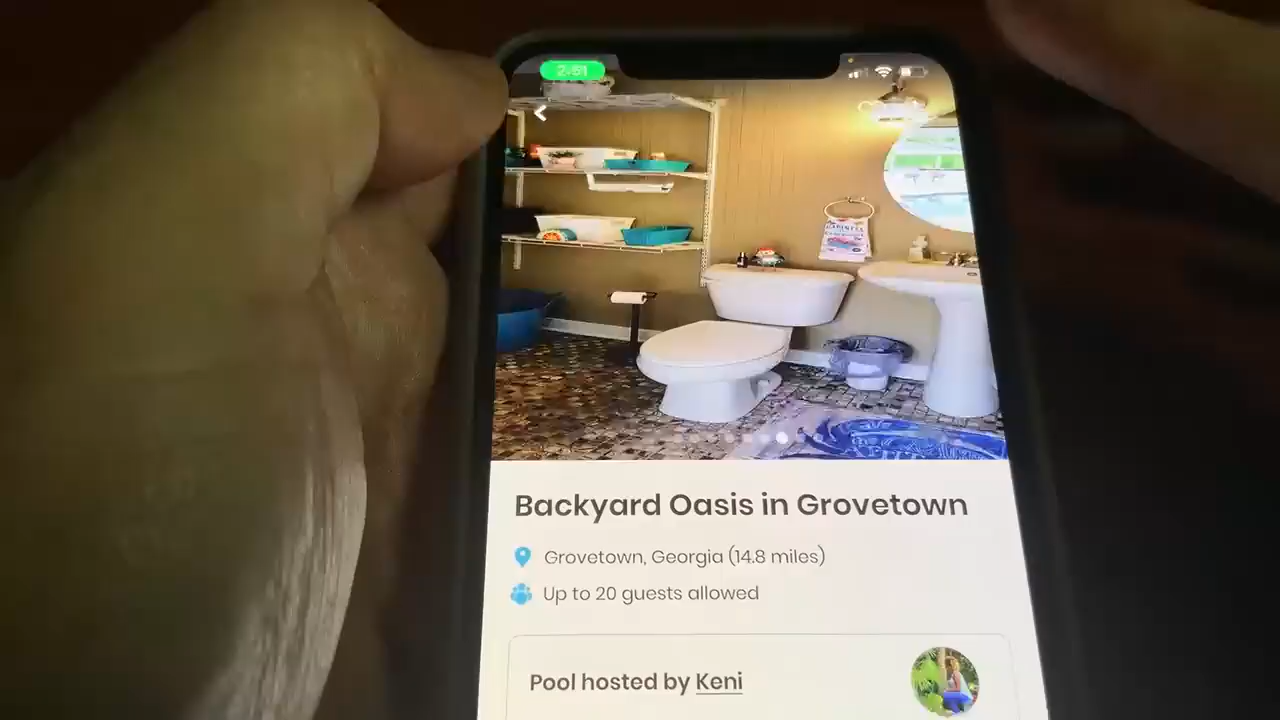 2:51
Backyard Oasis in Grovetown
Grovetown, Georgia (14.8 miles)
Up to 20 guests allowed
Pool hosted by Keni